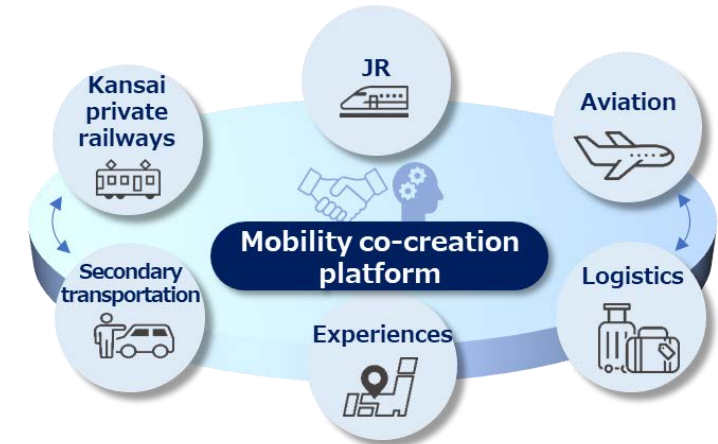 JR
Kansai
private
railways
Aviation
Mobility co-creation
platform
Secondary
transportation
Logistics
Experiences